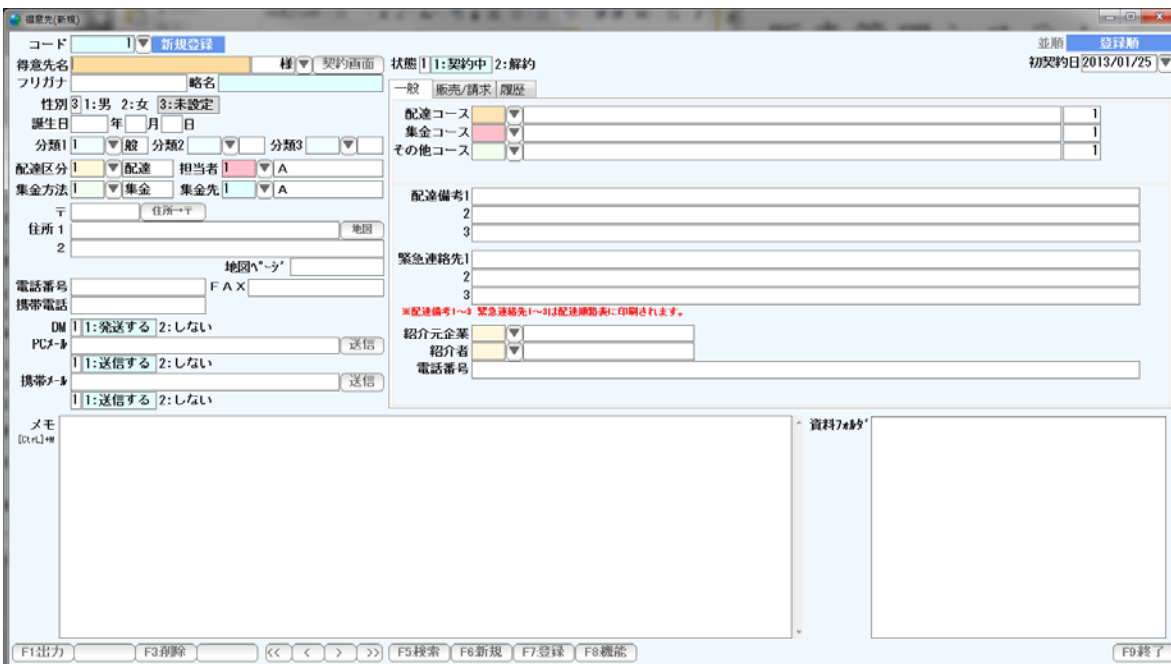 得意先(新規)
コード 1 新規登録 並順 登録順
得意先名 様 契約画面 状態 1 1:契約中 2:解約 初契約日 2013/01/25
フリガナ 略名 一般 販売/請求 履歴
性別 3 1:男 2:女 3:未設定
配達コース 1
誕生日 年 月 日
集金コース 1
分類1 1 般 分類2 分類3
その他コース 1
配達区分 1 配達 担当者 1 A
集金方法 1 集金 集金先 1 A
配達備考1
〒 住所→〒
2
住所 1 地図
3
2
緊急連絡先1
地図ページ
2
電話番号 FAX
3
携帯電話
※配達備考1~3 緊急連絡先1~3は配達順路表に印刷されます。
DM 1 1:発送する 2:しない
紹介元企業
PCメール 送信
紹介者
1 1:送信する 2:しない
電話番号
携帯メール 送信
1 1:送信する 2:しない
メモ
[CtrL]+M
資料フォルダ
F1出力 F3削除 << < > >> F5検索 F6新規 F7登録 F8機能 F9終了